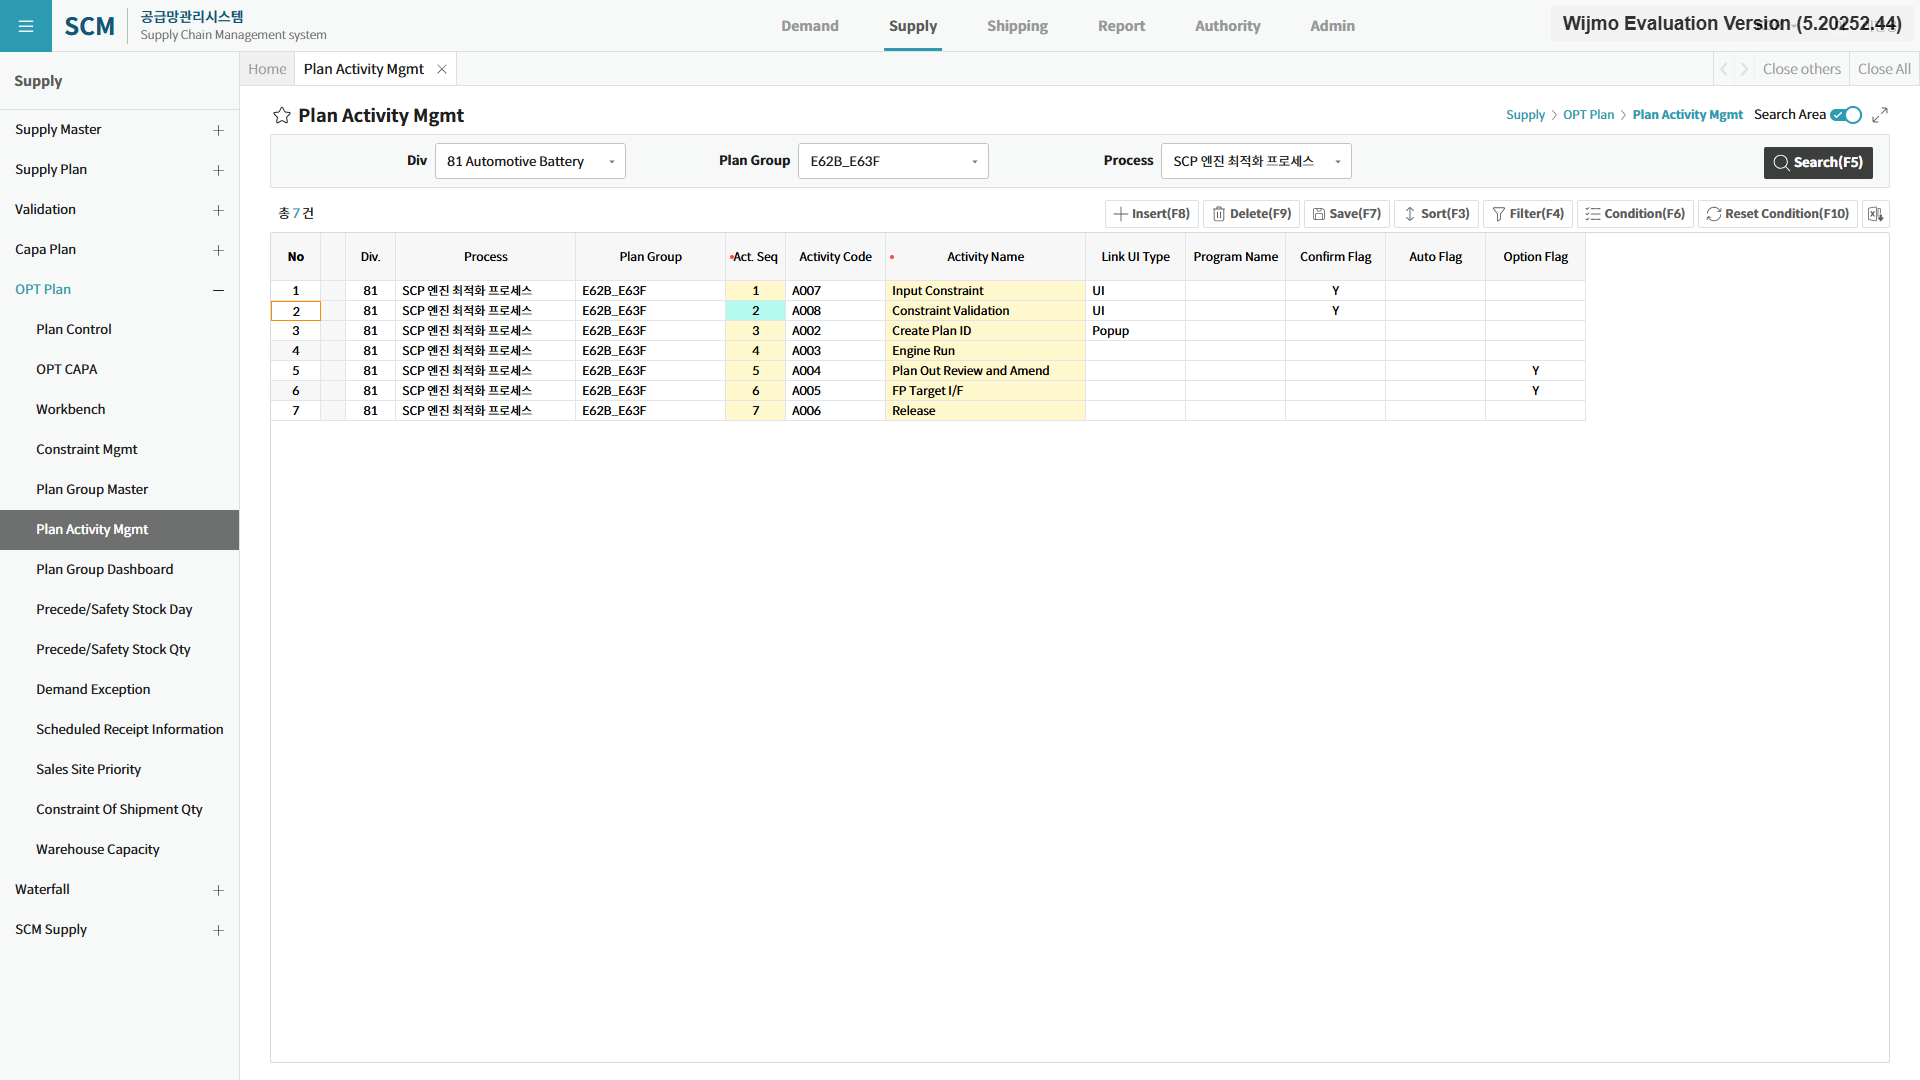 SCM 공급망관리시스템
Supply Chain Management system
Demand Supply Shipping Report Authority Admin
Wijmo Evaluation Version (5.20252.44)
Supply
Home Plan Activity Mgmt
Close others Close All
Supply Master
Supply Plan
Validation
Capa Plan
OPT Plan
Plan Control
OPT CAPA
Workbench
Constraint Mgmt
Plan Group Master
Plan Activity Mgmt
Plan Group Dashboard
Precede/Safety Stock Day
Precede/Safety Stock Qty
Demand Exception
Scheduled Receipt Information
Sales Site Priority
Constraint Of Shipment Qty
Warehouse Capacity
Waterfall
SCM Supply
Plan Activity Mgmt
Supply > OPT Plan > Plan Activity Mgmt Search Area
Div 81 Automotive Battery Plan Group E62B_E63F Process SCP 엔진 최적화 프로세스 Search(F5)
총 7 건
Insert(F8) Delete(F9) Save(F7) Sort(F3) Filter(F4) Condition(F6) Reset Condition(F10)
No Div. Process Plan Group Act. Seq Activity Code Activity Name Link UI Type Program Name Confirm Flag Auto Flag Option Flag
1 81 SCP 엔진 최적화 프로세스 E62B_E63F 1 A007 Input Constraint UI Y
2 81 SCP 엔진 최적화 프로세스 E62B_E63F 2 A008 Constraint Validation UI Y
3 81 SCP 엔진 최적화 프로세스 E62B_E63F 3 A002 Create Plan ID Popup
4 81 SCP 엔진 최적화 프로세스 E62B_E63F 4 A003 Engine Run
5 81 SCP 엔진 최적화 프로세스 E62B_E63F 5 A004 Plan Out Review and Amend Y
6 81 SCP 엔진 최적화 프로세스 E62B_E63F 6 A005 FP Target I/F Y
7 81 SCP 엔진 최적화 프로세스 E62B_E63F 7 A006 Release